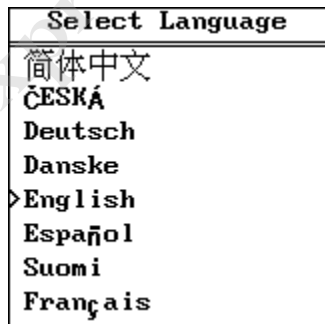 Select Language
简体中文
ČESKÁ
Deutsch
Danske
>English
Español
Suomi
Français